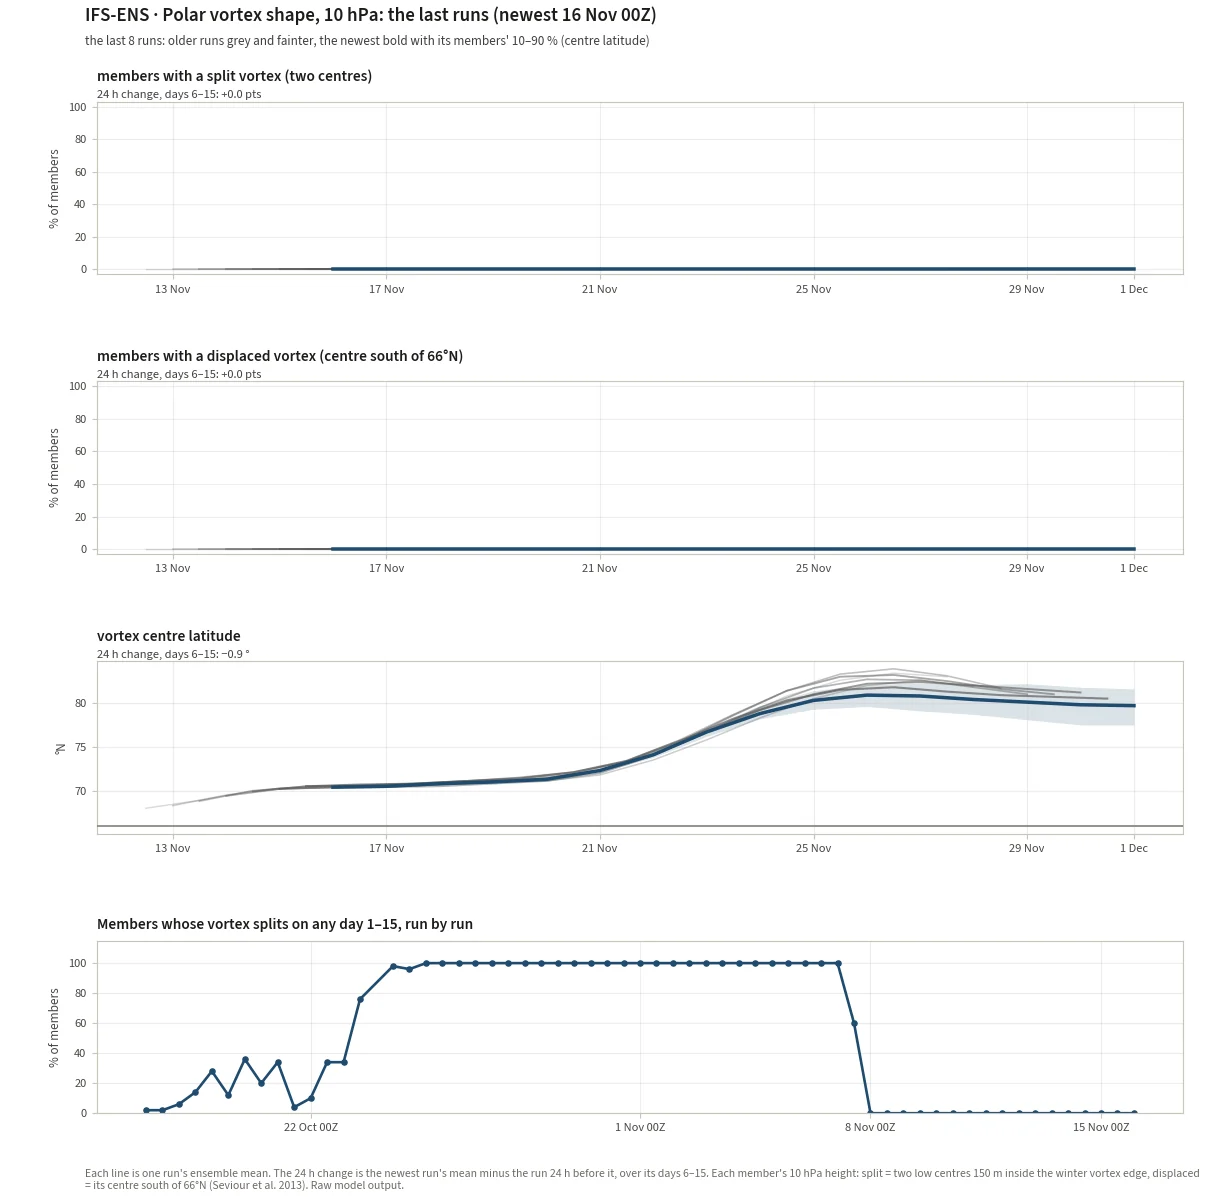 IFS-ENS · Polar vortex shape, 10 hPa: the last runs (newest 16 Nov 00Z)
the last 8 runs: older runs grey and fainter, the newest bold with its members' 10–90 % (centre latitude)
members with a split vortex (two centres)
24 h change, days 6–15: +0.0 pts
100
80
60
40
20
0
% of members
13 Nov 17 Nov 21 Nov 25 Nov 29 Nov 1 Dec
members with a displaced vortex (centre south of 66°N)
24 h change, days 6–15: +0.0 pts
100
80
60
40
20
0
% of members
13 Nov 17 Nov 21 Nov 25 Nov 29 Nov 1 Dec
vortex centre latitude
24 h change, days 6–15: −0.9 °
80
75
70
°N
13 Nov 17 Nov 21 Nov 25 Nov 29 Nov 1 Dec
Members whose vortex splits on any day 1–15, run by run
100
80
60
40
20
0
% of members
22 Oct 00Z 1 Nov 00Z 8 Nov 00Z 15 Nov 00Z
Each line is one run's ensemble mean. The 24 h change is the newest run's mean minus the run 24 h before it, over its days 6–15. Each member's 10 hPa height: split = two low centres 150 m inside the winter vortex edge, displaced
= its centre south of 66°N (Seviour et al. 2013). Raw model output.